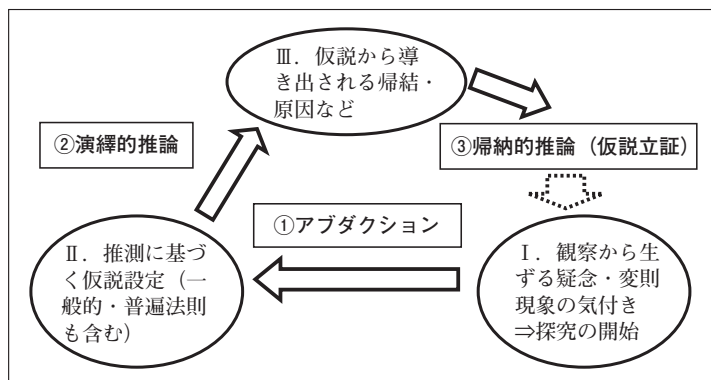 Ⅲ．仮説から導
き出される帰結・
原因など
②演繹的推論
③帰納的推論（仮説立証）
①アブダクション
Ⅱ．推測に基づ
く仮説設定（一
般的・普遍法則
も含む）
Ⅰ．観察から生
ずる疑念・変則
現象の気付き
⇒探究の開始